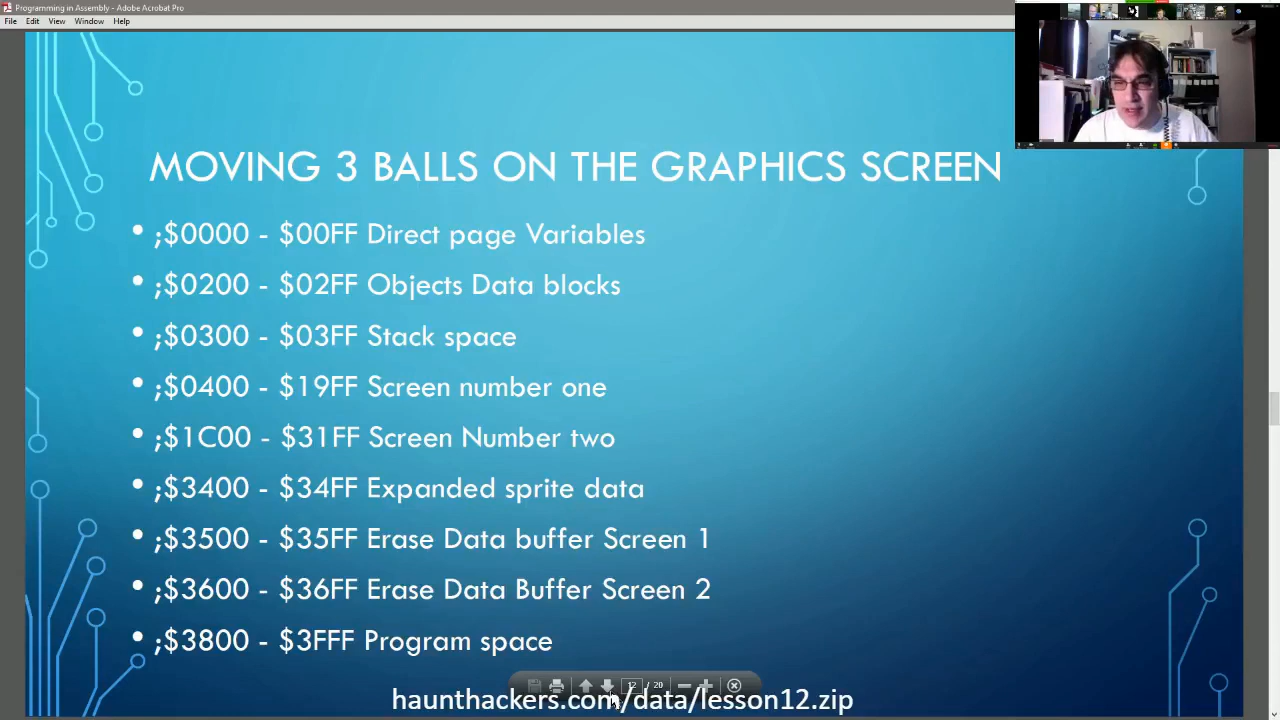 Programming in Assembly - Adobe Acrobat Pro
File Edit View Window Help
MOVING 3 BALLS ON THE GRAPHICS SCREEN
• ;$0000 - $00FF Direct page Variables
• ;$0200 - $02FF Objects Data blocks
• ;$0300 - $03FF Stack space
• ;$0400 - $19FF Screen number one
• ;$1C00 - $31FF Screen Number two
• ;$3400 - $34FF Expanded sprite data
• ;$3500 - $35FF Erase Data buffer Screen 1
• ;$3600 - $36FF Erase Data Buffer Screen 2
• ;$3800 - $3FFF Program space
12 / 20
haunthackers.com/data/lesson12.zip